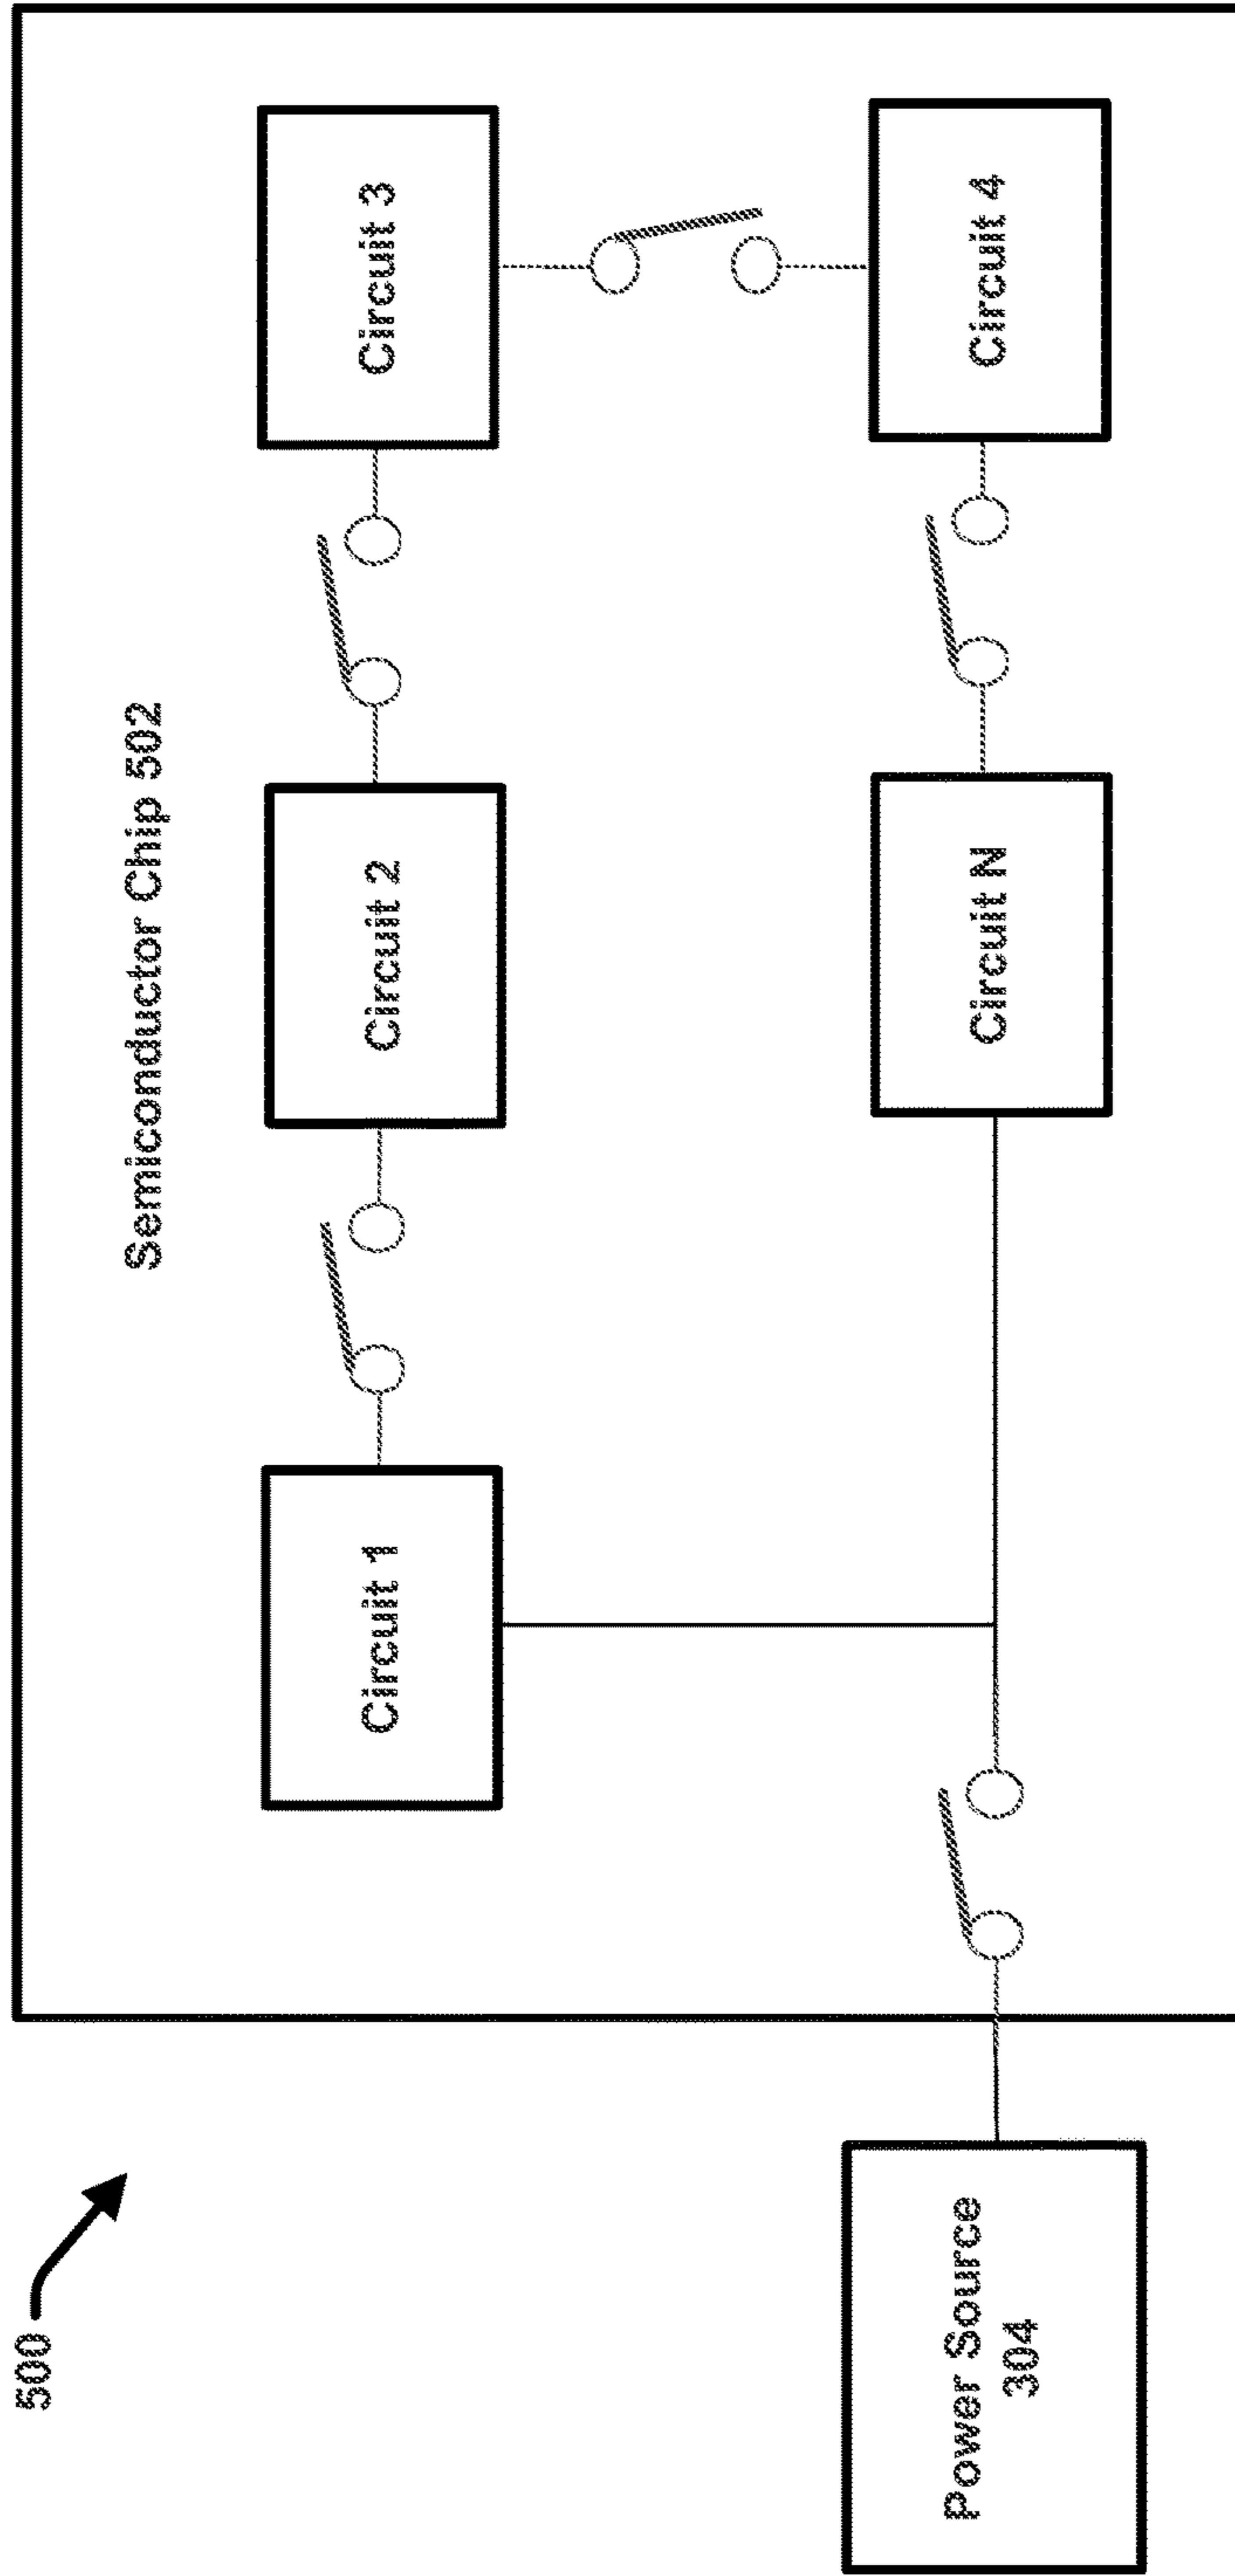 500
Semiconductor Chip 502
Circuit 1
Circuit 2
Circuit 3
Power Source
304
Circuit N
Circuit 4